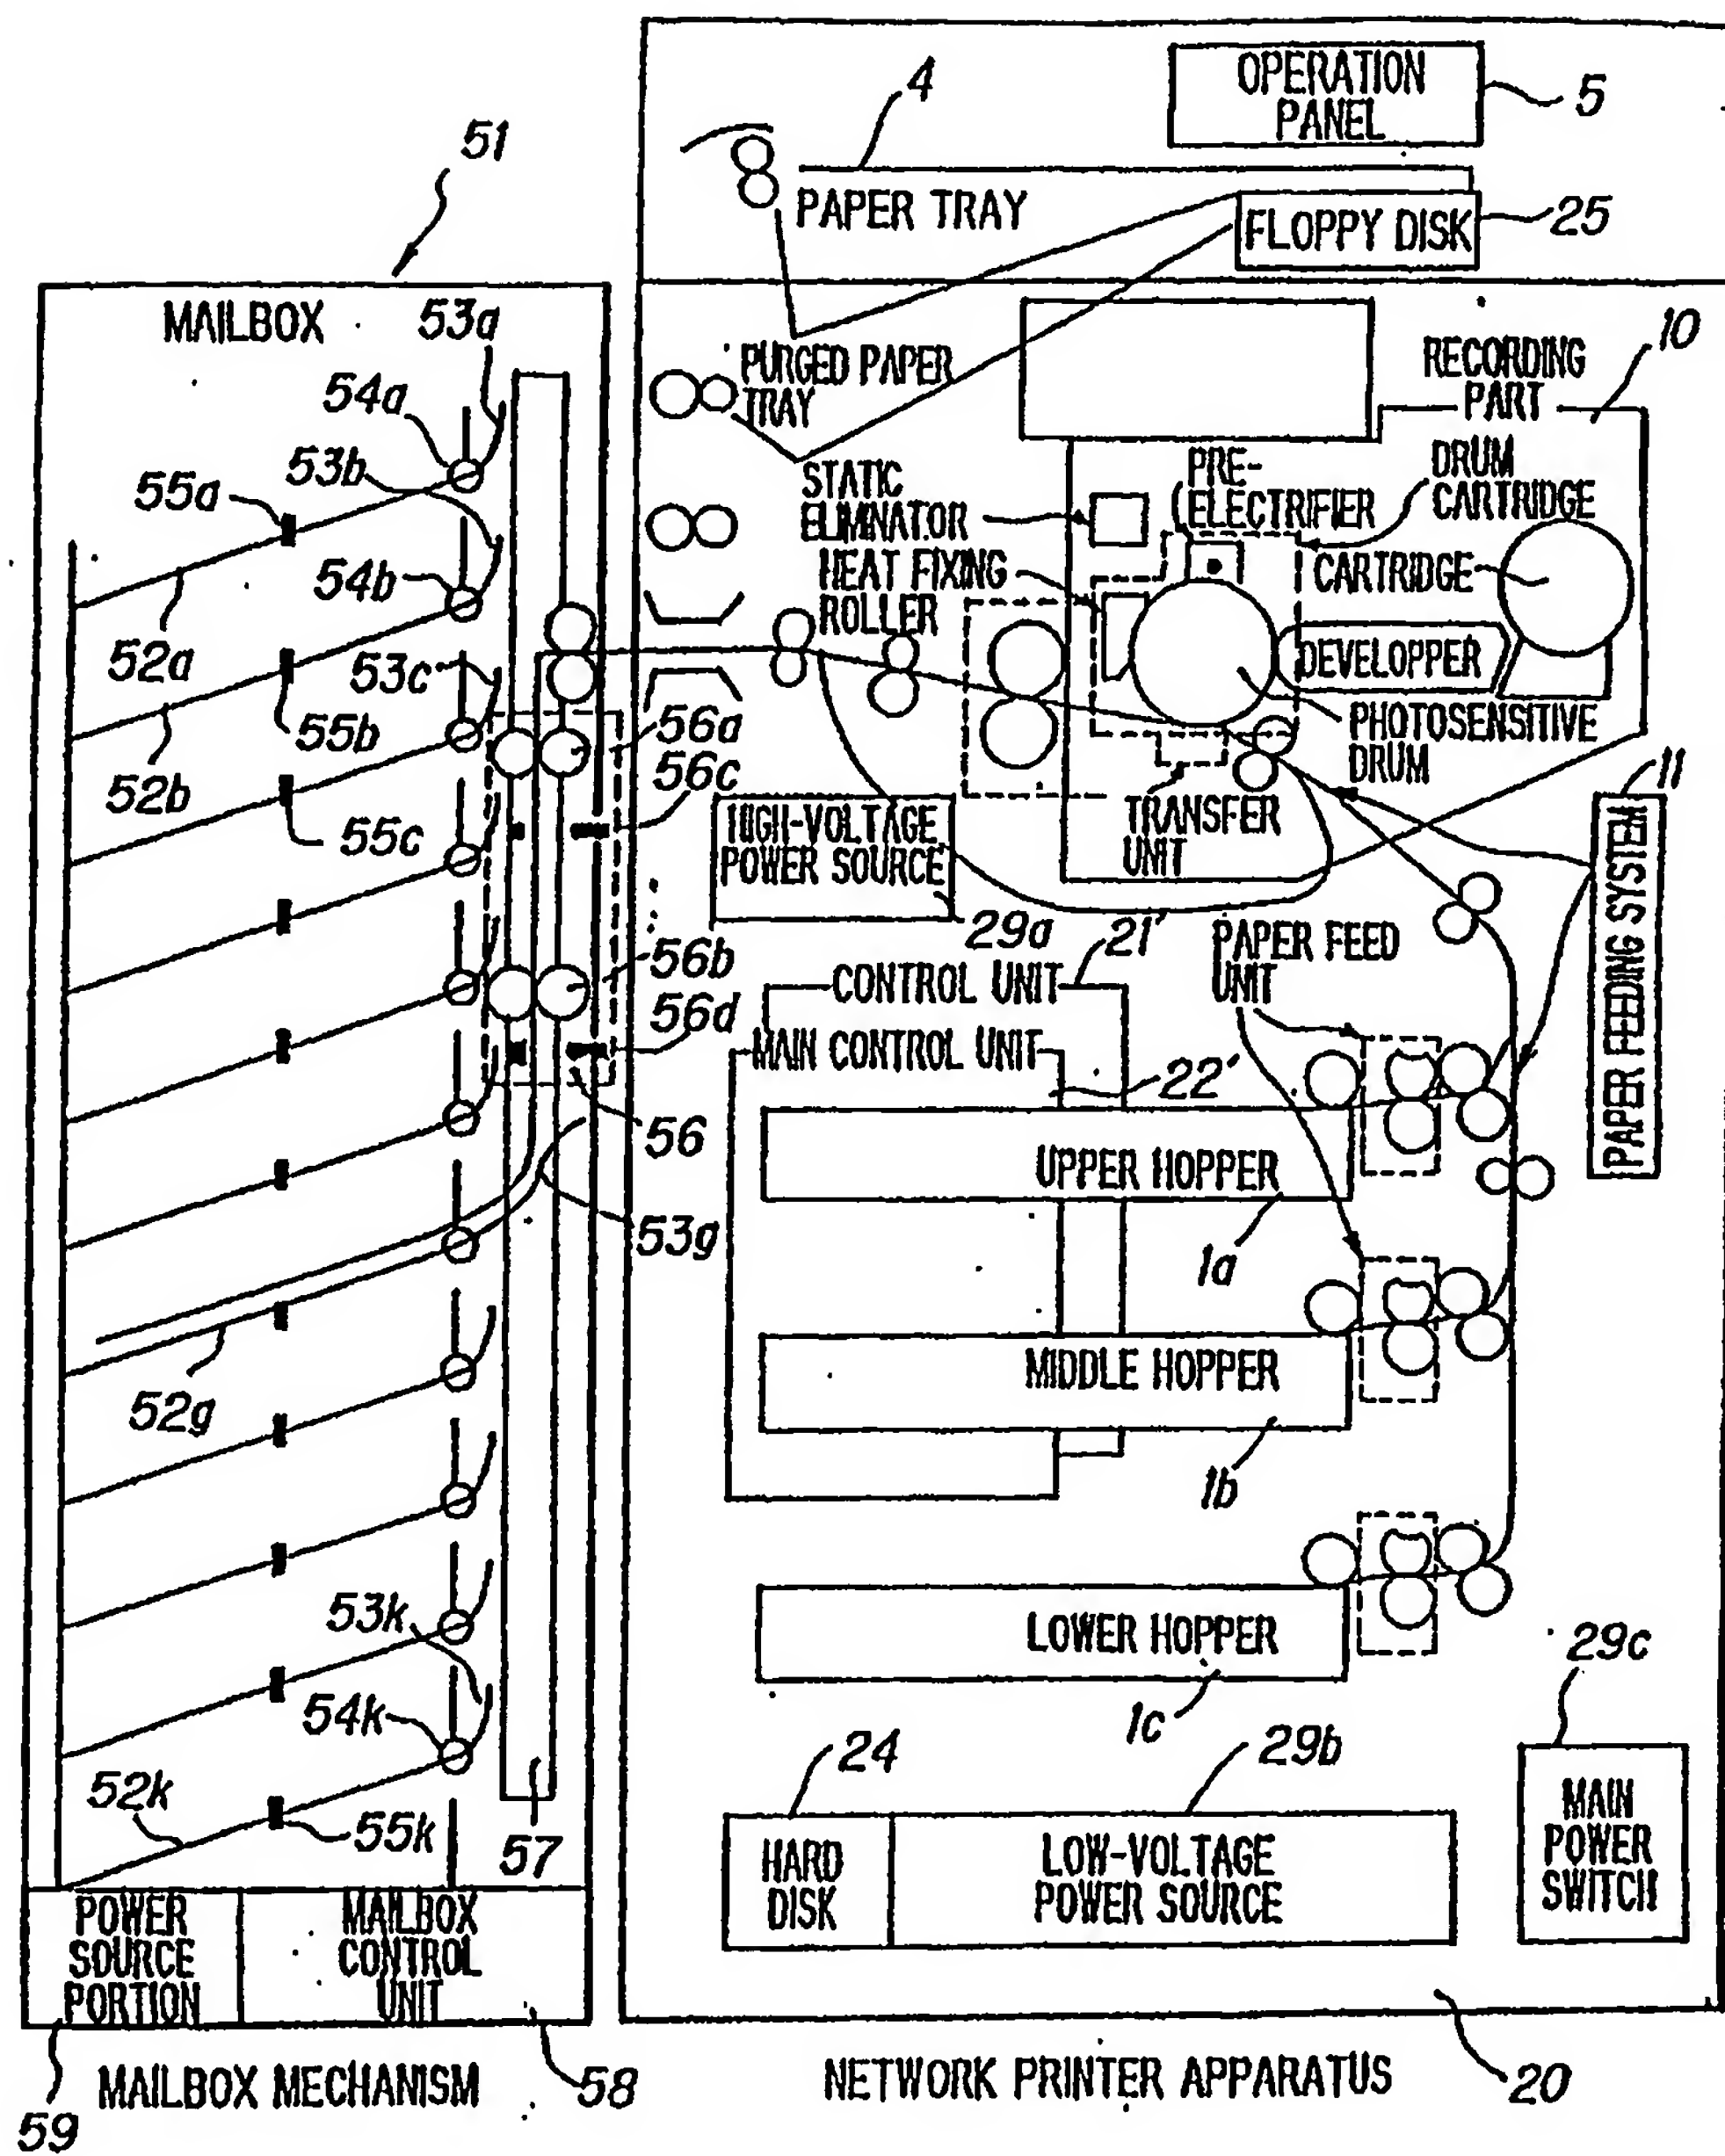 OPERATION
PANEL
5
4
PAPER TRAY
FLOPPY DISK
25
51
MAILBOX
53a
54a
53b
55a
54b
52a
53c
55b
52b
55c
56a
56c
56b
56d
56
53g
52g
53k
54k
52k
55k
57
POWER
SOURCE
PORTION
MAILBOX
CONTROL
UNIT
59
58
MAILBOX MECHANISM
PURGED PAPER
TRAY
RECORDING
PART
10
STATIC
ELIMINATOR
PRE-
ELECTRIFIER
DRUM
CARTRIDGE
HEAT FIXING
ROLLER
CARTRIDGE
DEVELOPPER
PHOTOSENSITIVE
DRUM
TRANSFER
UNIT
HIGH-VOLTAGE
POWER SOURCE
29a
11
PAPER FEEDING SYSTEM
21'
CONTROL UNIT
PAPER FEED
UNIT
MAIN CONTROL UNIT
22'
UPPER HOPPER
1a
MIDDLE HOPPER
1b
LOWER HOPPER
1c
24
29b
29c
HARD
DISK
LOW-VOLTAGE
POWER SOURCE
MAIN
POWER
SWITCH
NETWORK PRINTER APPARATUS
20